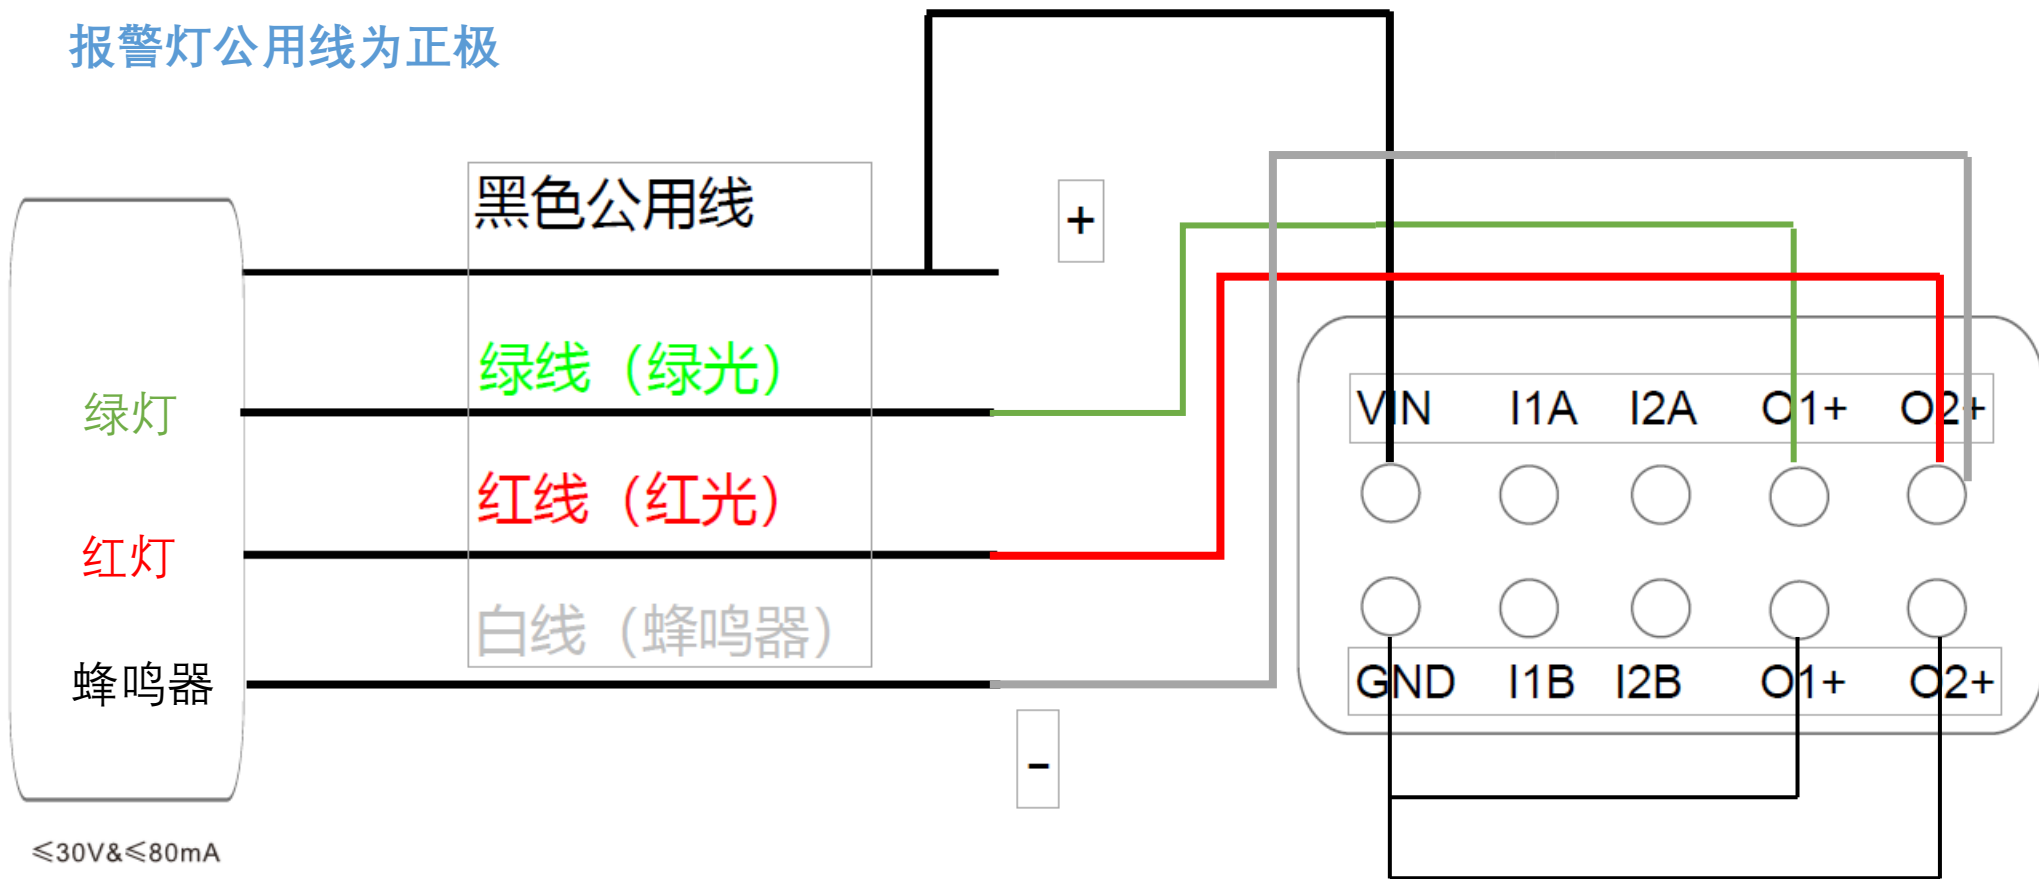 报警灯公用线为正极
黑色公用线
+
绿线（绿光）
绿灯
VIN I1A I2A O1+ O2+
红线（红光）
红灯
白线（蜂鸣器）
蜂鸣器
GND I1B I2B O1+ O2+
-
≤30V&≤80mA